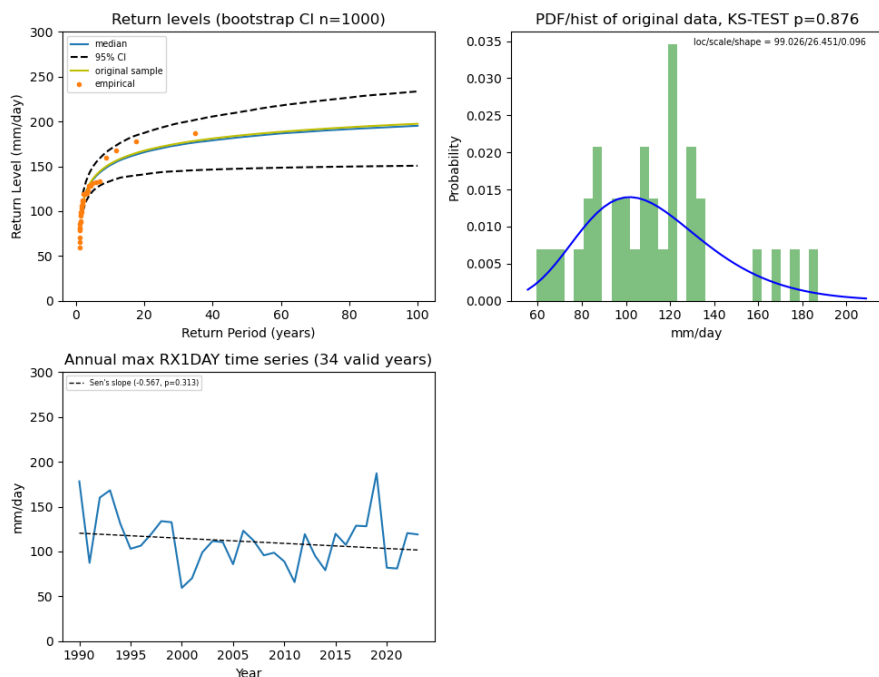 Return levels (bootstrap CI n=1000)
300
250
200
150
100
50
0
Return Level (mm/day)
median
95% CI
original sample
empirical
0
20
40
60
80
100
Return Period (years)
PDF/hist of original data, KS-TEST p=0.876
loc/scale/shape = 99.026/26.451/0.096
0.035
0.030
0.025
0.020
0.015
0.010
0.005
0.000
Probability
60
80
100
120
140
160
180
200
mm/day
Annual max RX1DAY time series (34 valid years)
300
250
200
150
100
50
0
mm/day
Sen's slope (-0.567, p=0.313)
1990
1995
2000
2005
2010
2015
2020
Year